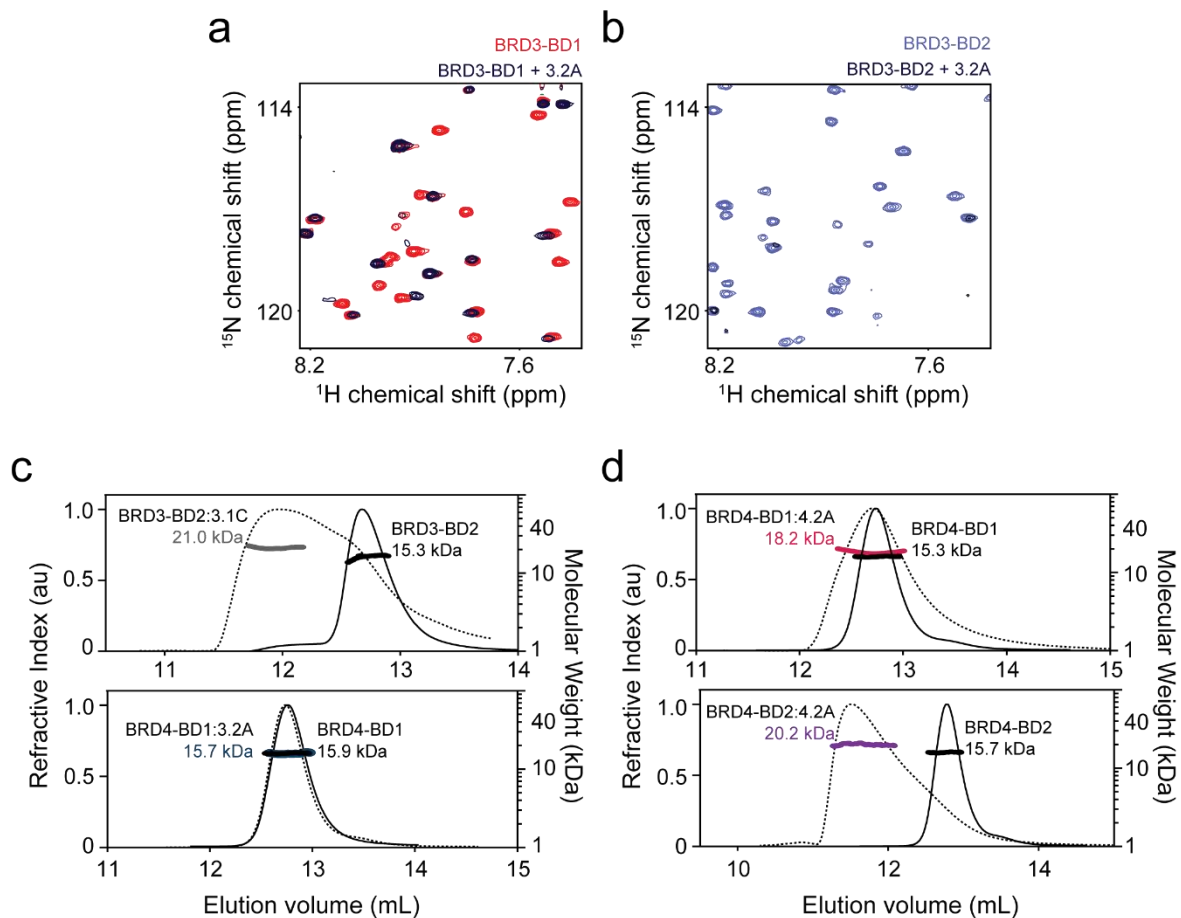 a
BRD3-BD1
BRD3-BD1 + 3.2A
114
120
¹⁵N chemical shift (ppm)
8.2
7.6
¹H chemical shift (ppm)
b
BRD3-BD2
BRD3-BD2 + 3.2A
114
120
¹⁵N chemical shift (ppm)
8.2
7.6
¹H chemical shift (ppm)
c
Refractive Index (au)
1.0
0.5
0
BRD3-BD2:3.1C
21.0 kDa
BRD3-BD2
15.3 kDa
40
10
1
11
12
13
14
1.0
0.5
0
BRD4-BD1:3.2A
15.7 kDa
BRD4-BD1
15.9 kDa
40
10
1
11
12
13
14
15
Molecular Weight (kDa)
Elution volume (mL)
d
Refractive Index (au)
1.0
0.5
0
BRD4-BD1:4.2A
18.2 kDa
BRD4-BD1
15.3 kDa
40
10
1
11
12
13
14
15
1.0
0.5
0
BRD4-BD2:4.2A
20.2 kDa
BRD4-BD2
15.7 kDa
40
10
1
10
12
14
Molecular Weight (kDa)
Elution volume (mL)